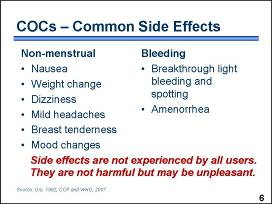 COCs – Common Side Effects
Non-menstrual
• Nausea
• Weight change
• Dizziness
• Mild headaches
• Breast tenderness
• Mood changes
Bleeding
• Breakthrough light
bleeding and
spotting
• Amenorrhea
Side effects are not experienced by all users.
They are not harmful but may be unpleasant.
Source: 1992; CCP and WHO, 2007.
6